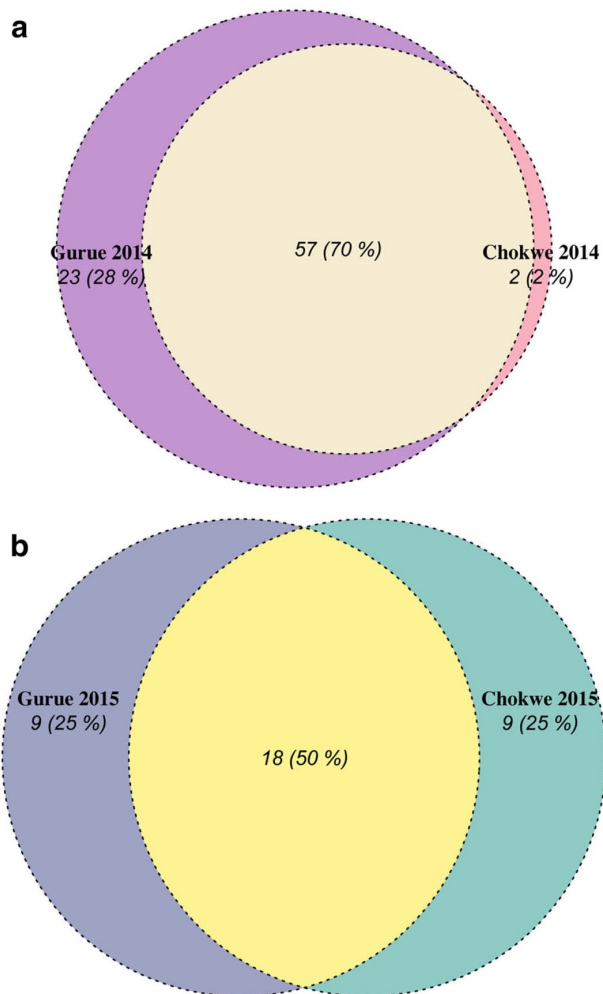 a
57 (70 %)
Gurue 2014
23 (28 %)
Chokwe 2014
2 (2 %)
b
Gurue 2015
9 (25 %)
Chokwe 2015
9 (25 %)
18 (50 %)